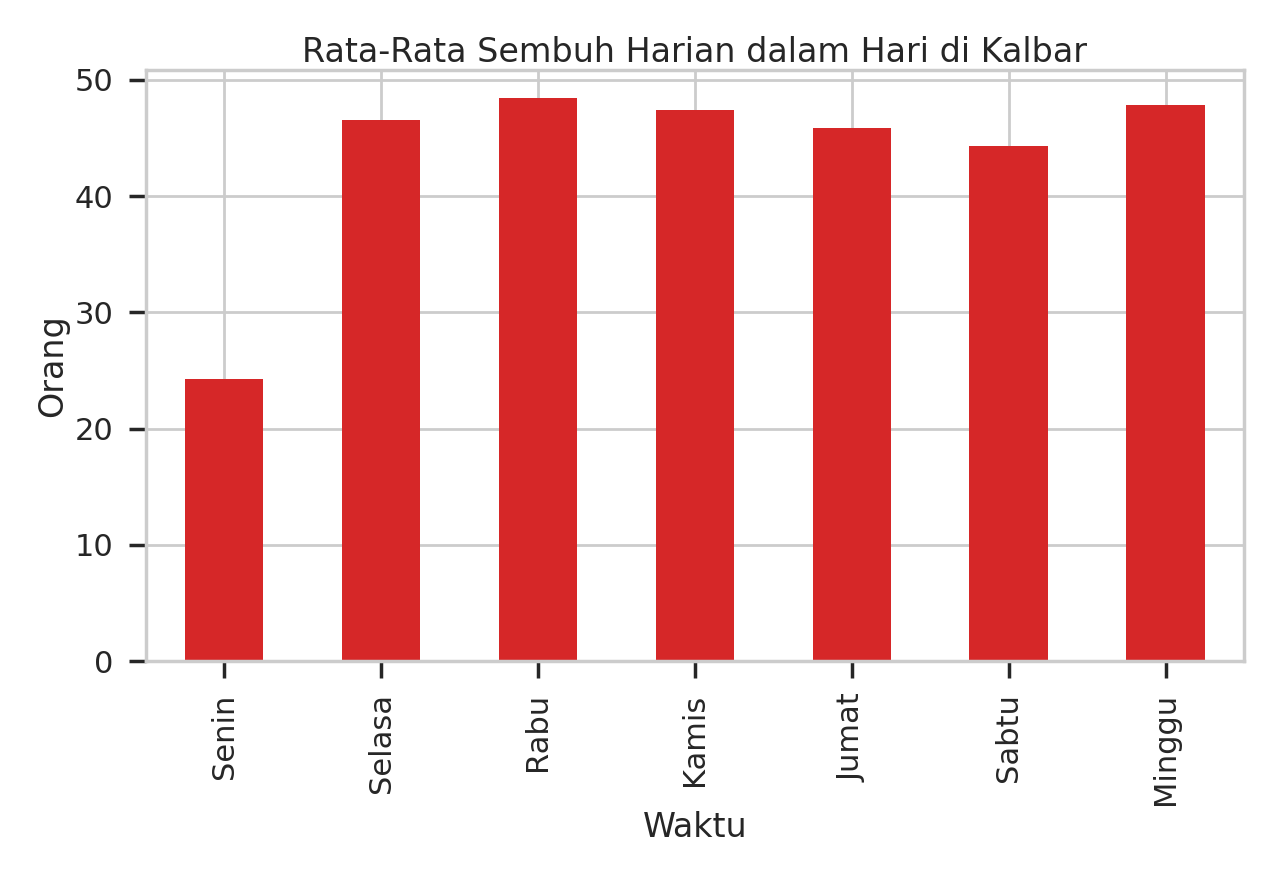 Rata-Rata Sembuh Harian dalam Hari di Kalbar
50
40
30
20
10
0
Orang
Senin
Selasa
Rabu
Kamis
Jumat
Sabtu
Minggu
Waktu